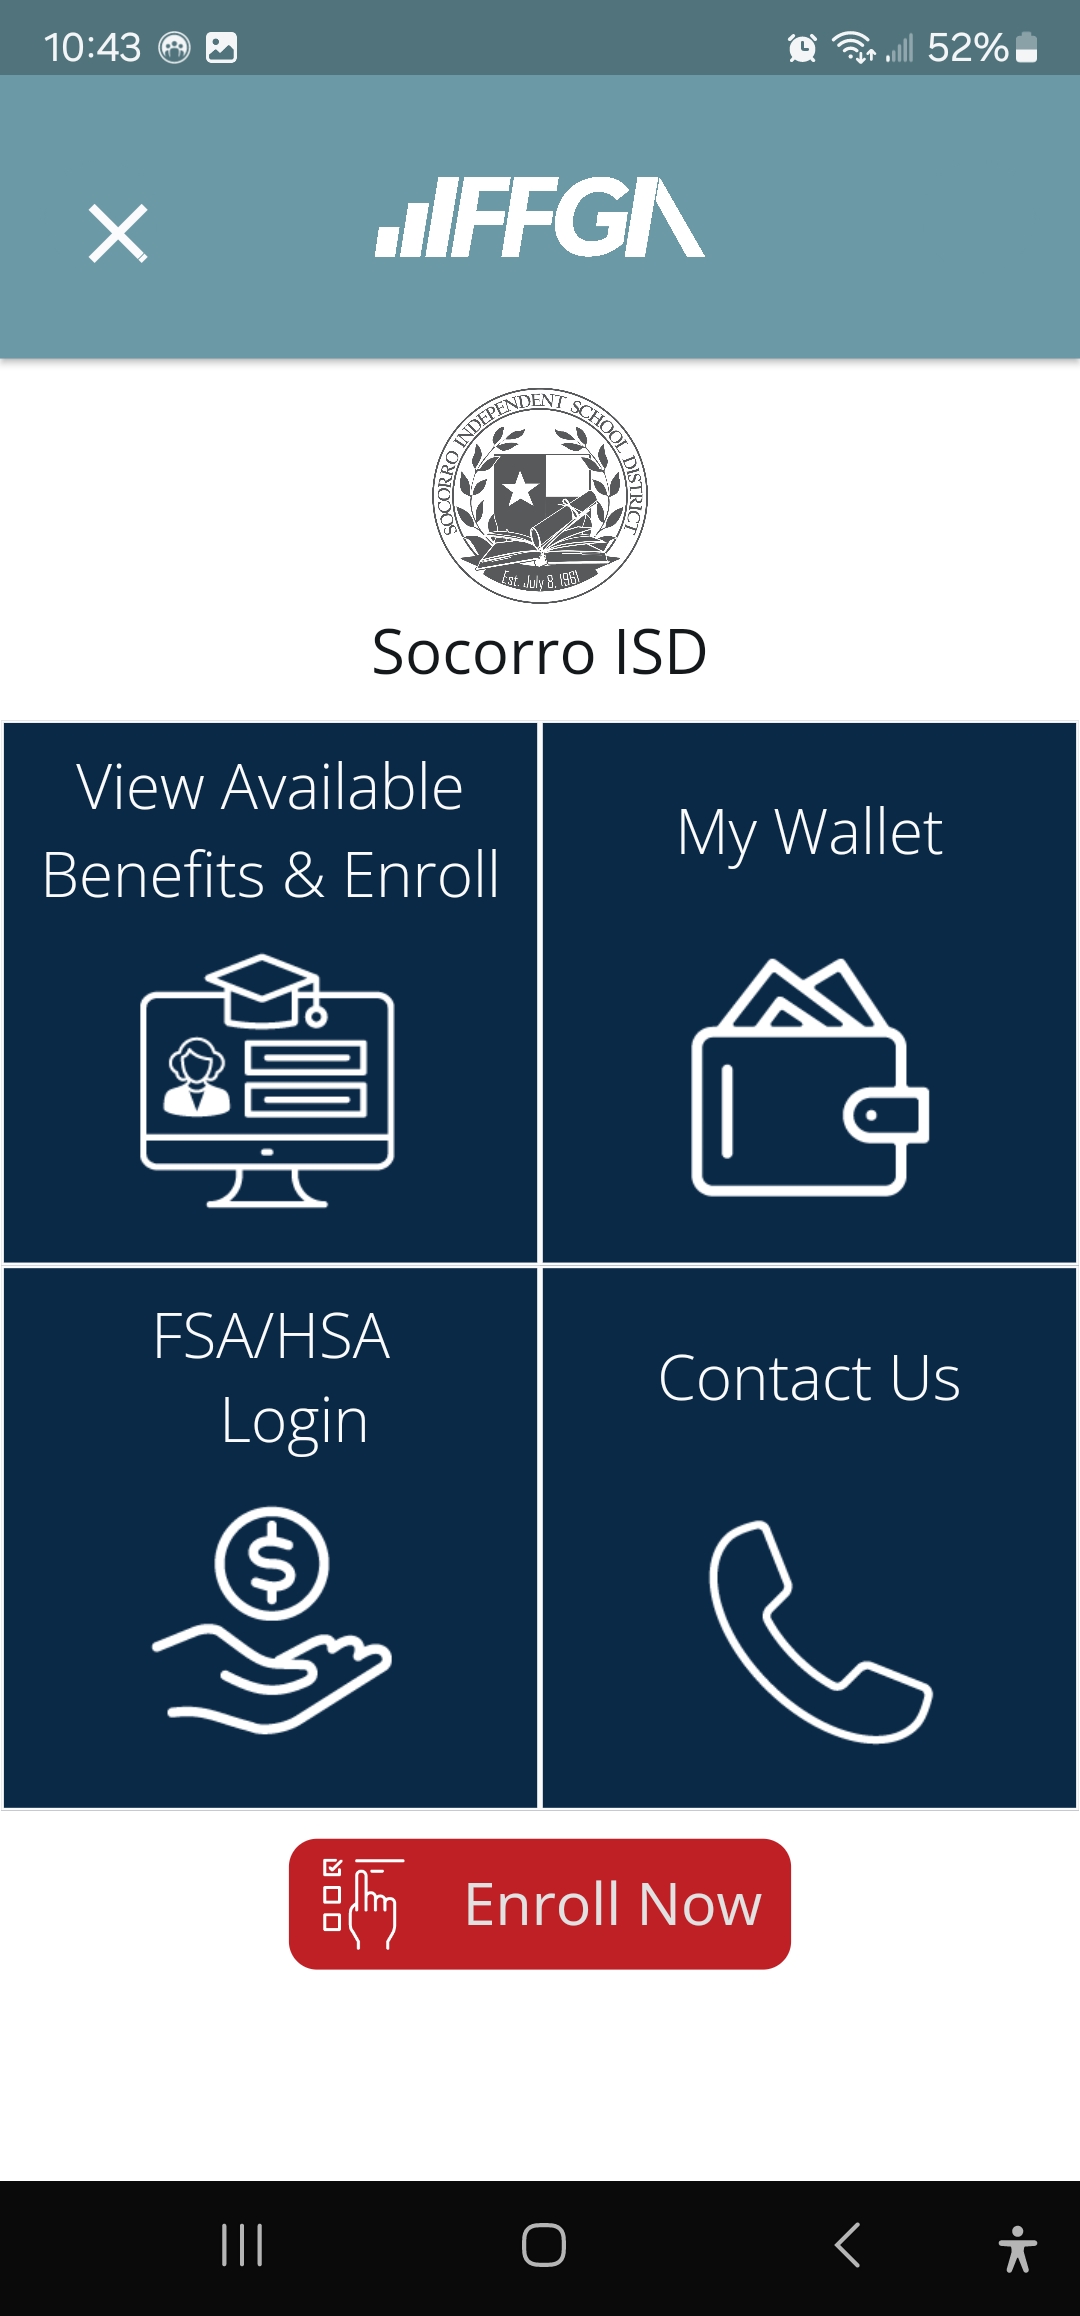 10:43
52%
FFGA
SOCORRO INDEPENDENT SCHOOL DISTRICT
Est. July 8, 1961
Socorro ISD
View Available
Benefits & Enroll
My Wallet
FSA/HSA
Login
Contact Us
Enroll Now